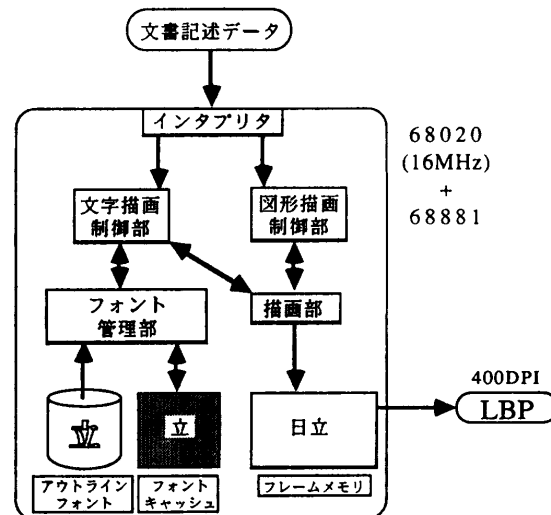 文書記述データ
インタプリタ
68020
(16MHz)
+
68881
文字描画
制御部
図形描画
制御部
フォント
管理部
描画部
立
立
日立
400DPI
LBP
アウトライン
フォント
フォント
キャッシュ
フレームメモリ